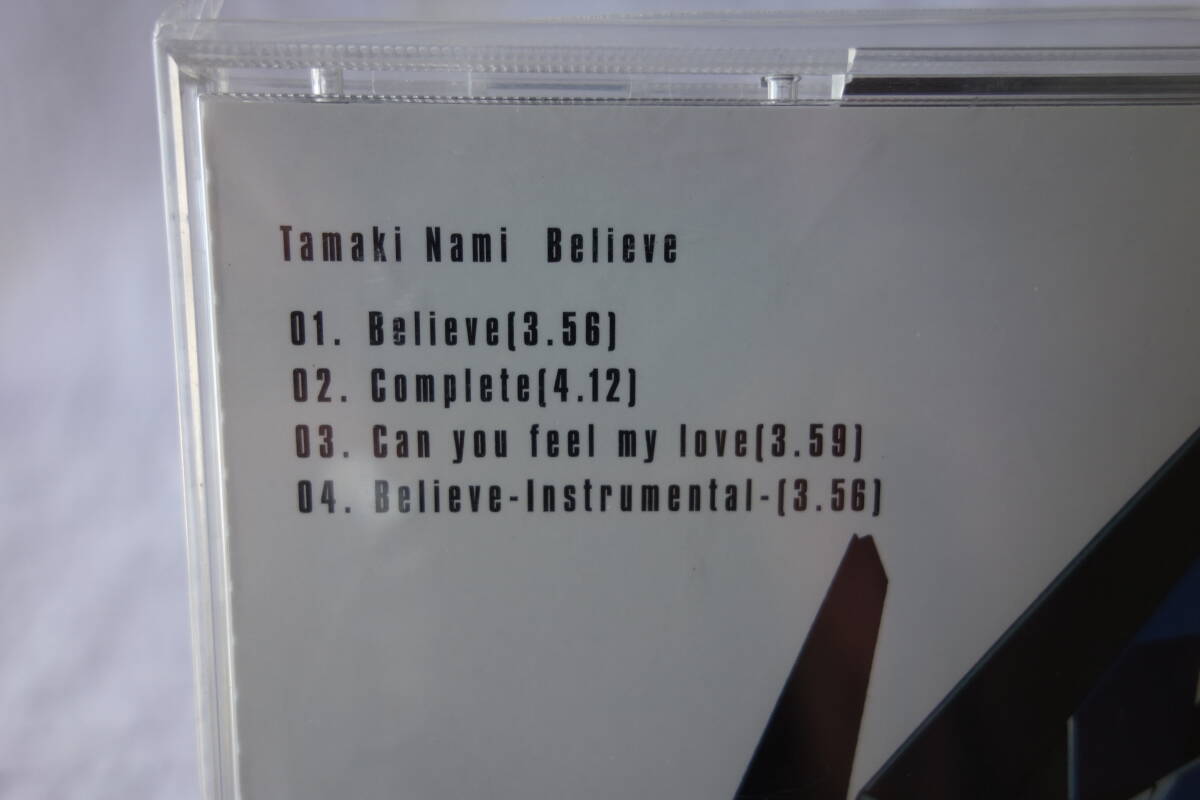 Tamaki Nami Believe
01. Believe(3.56)
02. Complete(4.12)
03. Can you feel my love(3.59)
04. Believe-Instrumental-(3.56)